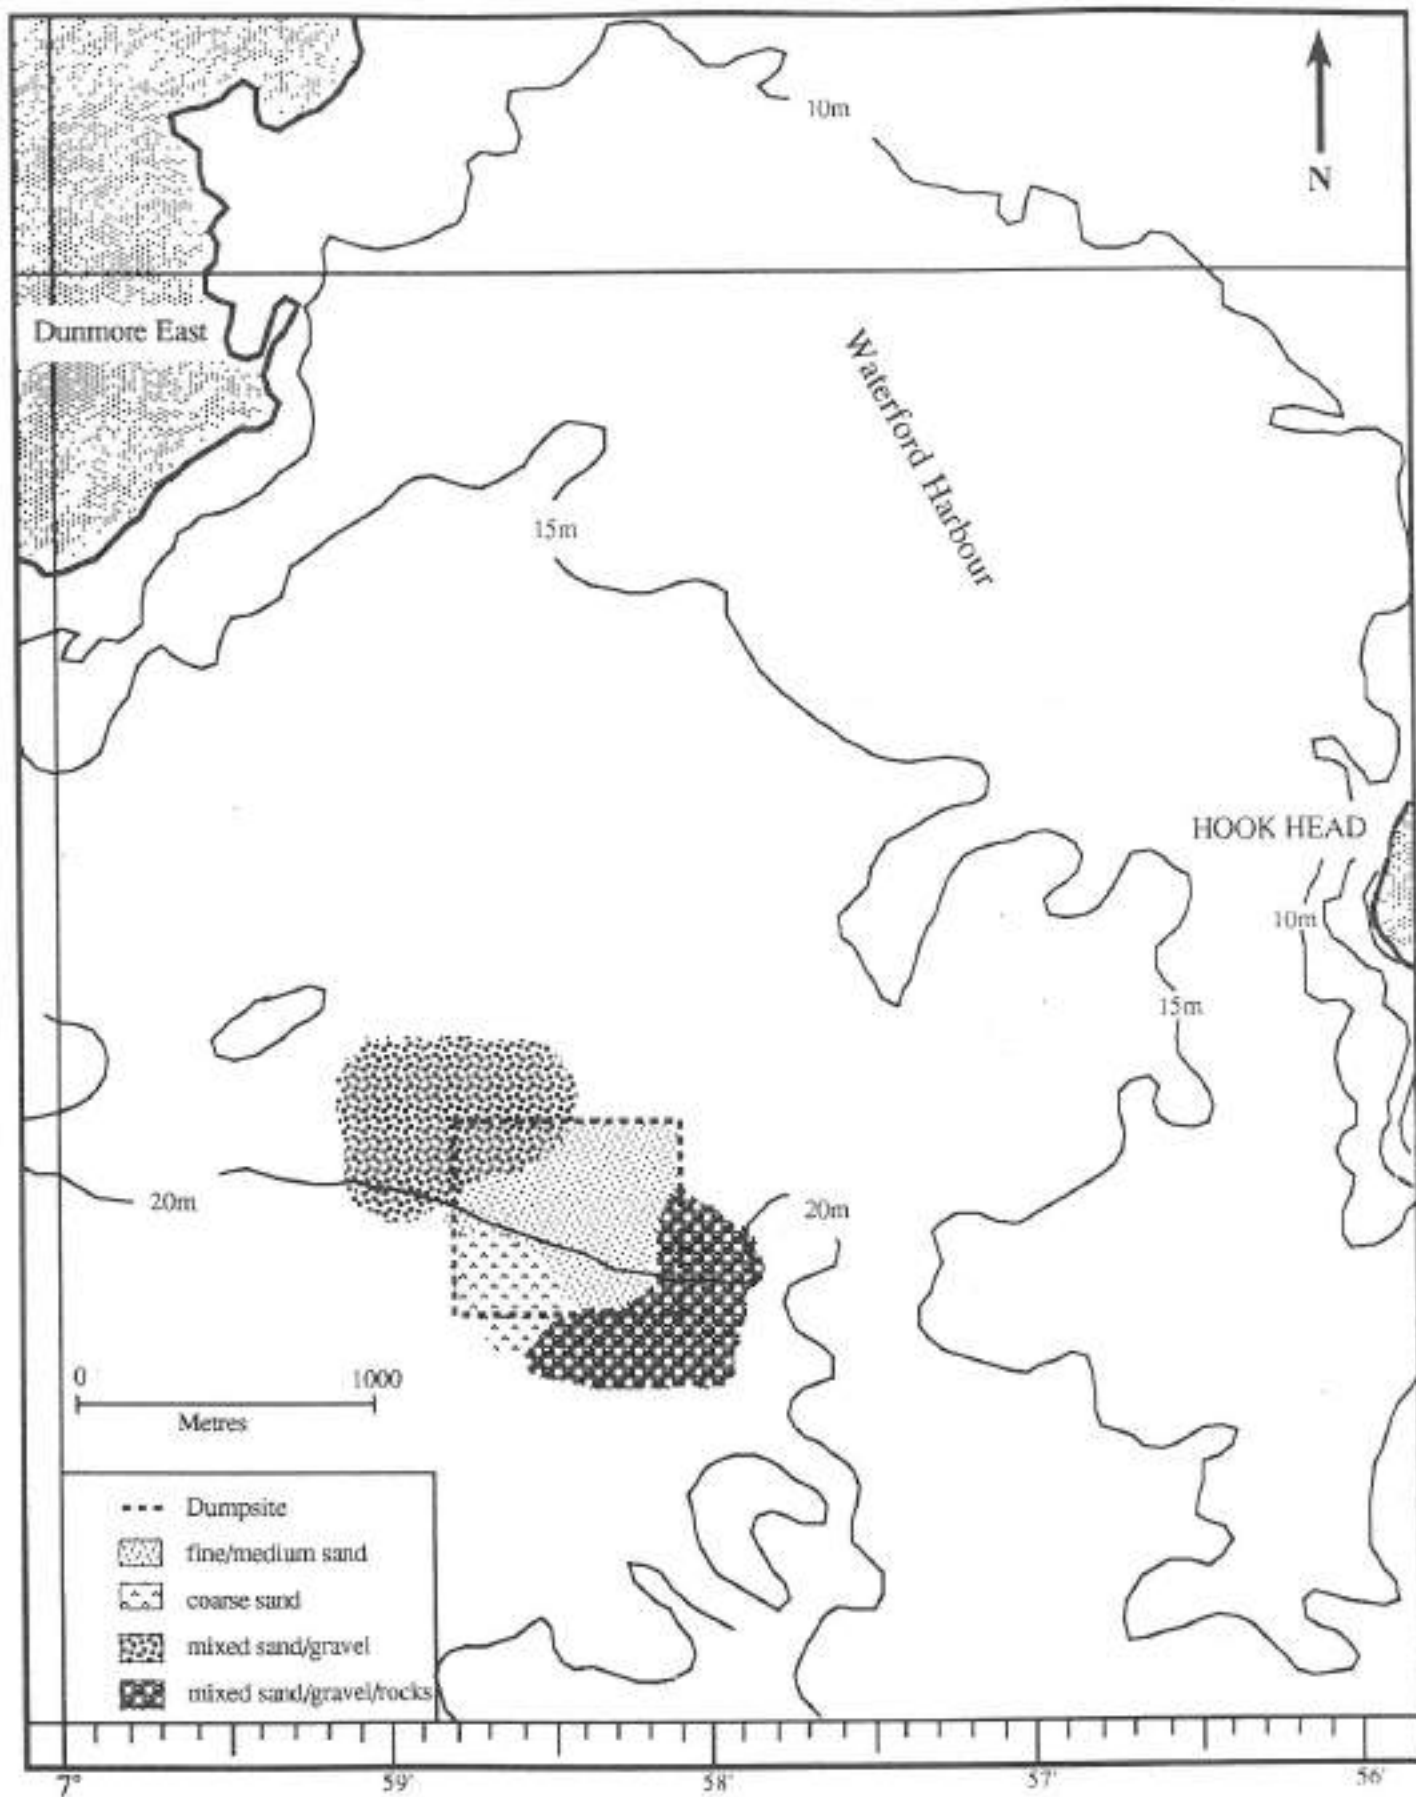 10m
N
Dunmore East
Waterford Harbour
15m
HOOK HEAD
10m
15m
20m
20m
0 1000
Metres
Dumpsite
fine/medium sand
coarse sand
mixed sand/gravel
mixed sand/gravel/rocks
7° 59' 58' 57' 56'